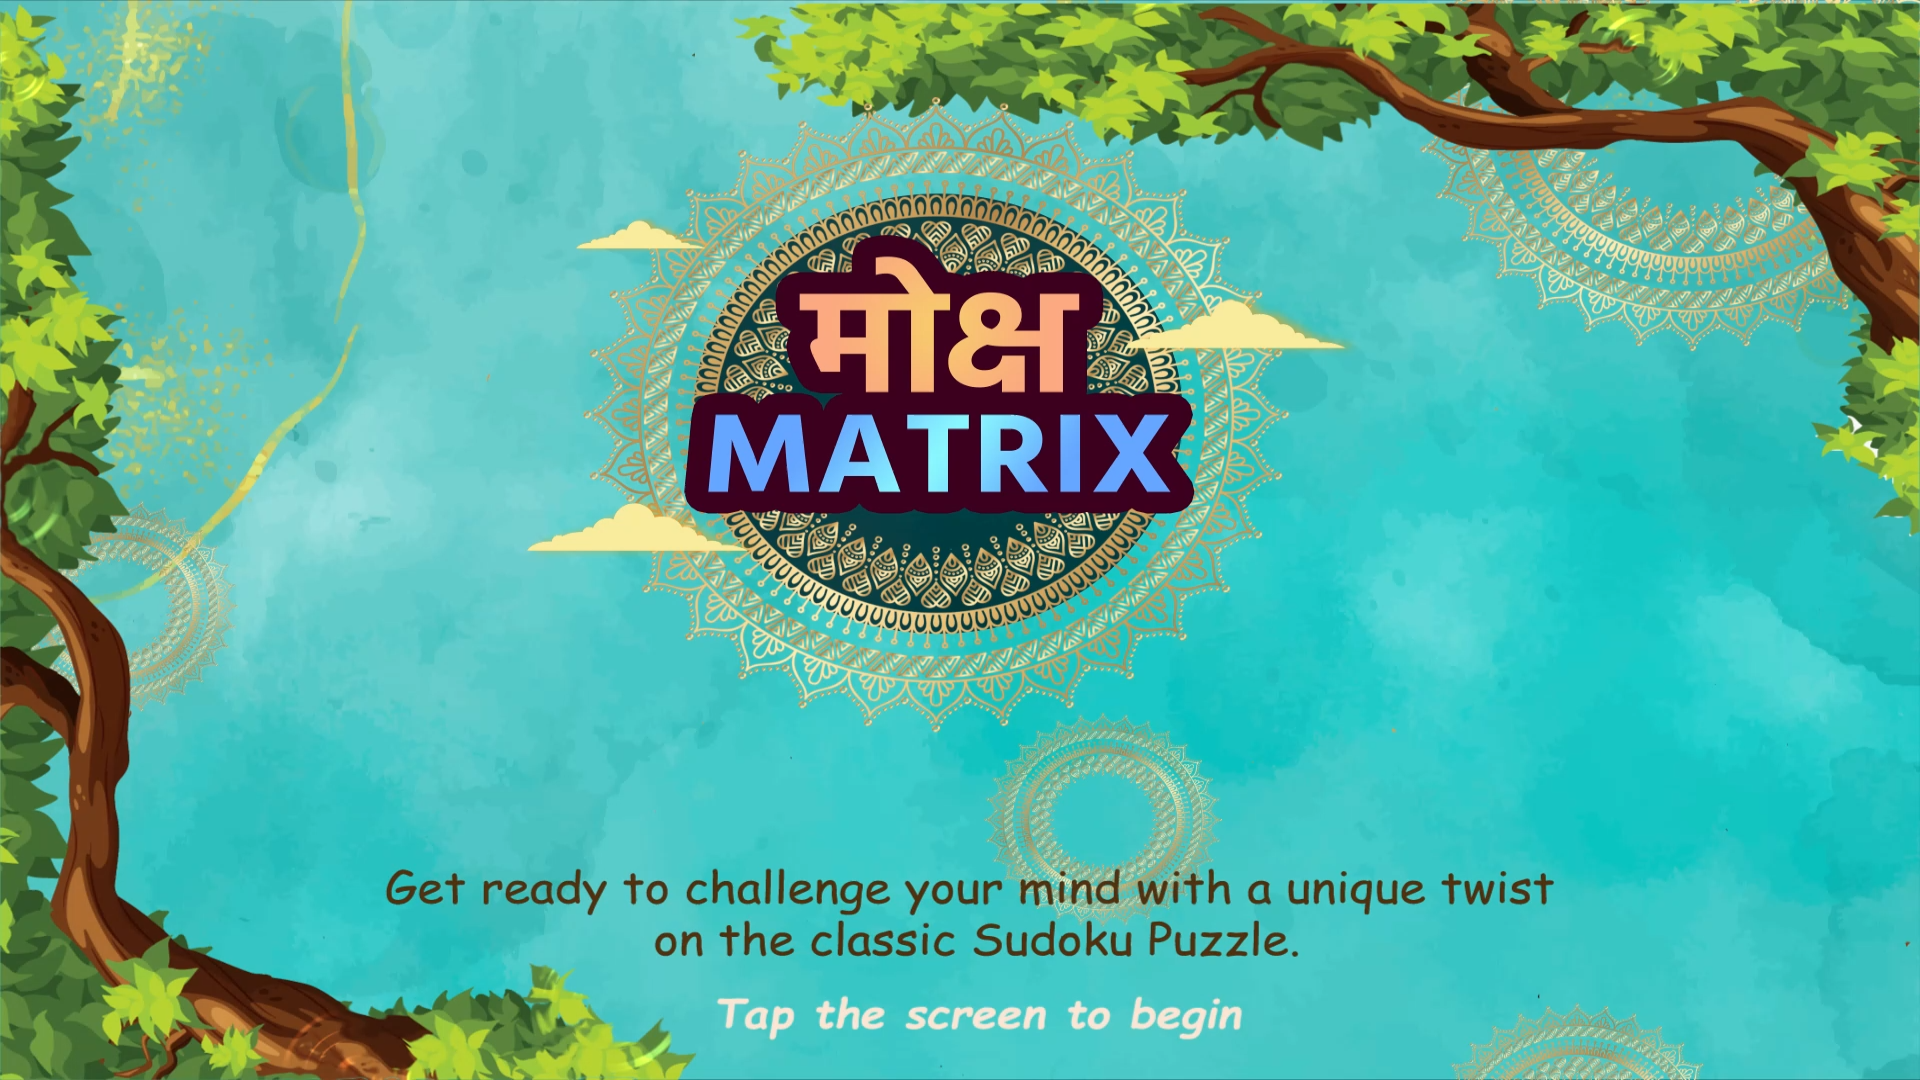 मोक्ष
MATRIX
Get ready to challenge your mind with a unique twist
on the classic Sudoku Puzzle.
Tap the screen to begin